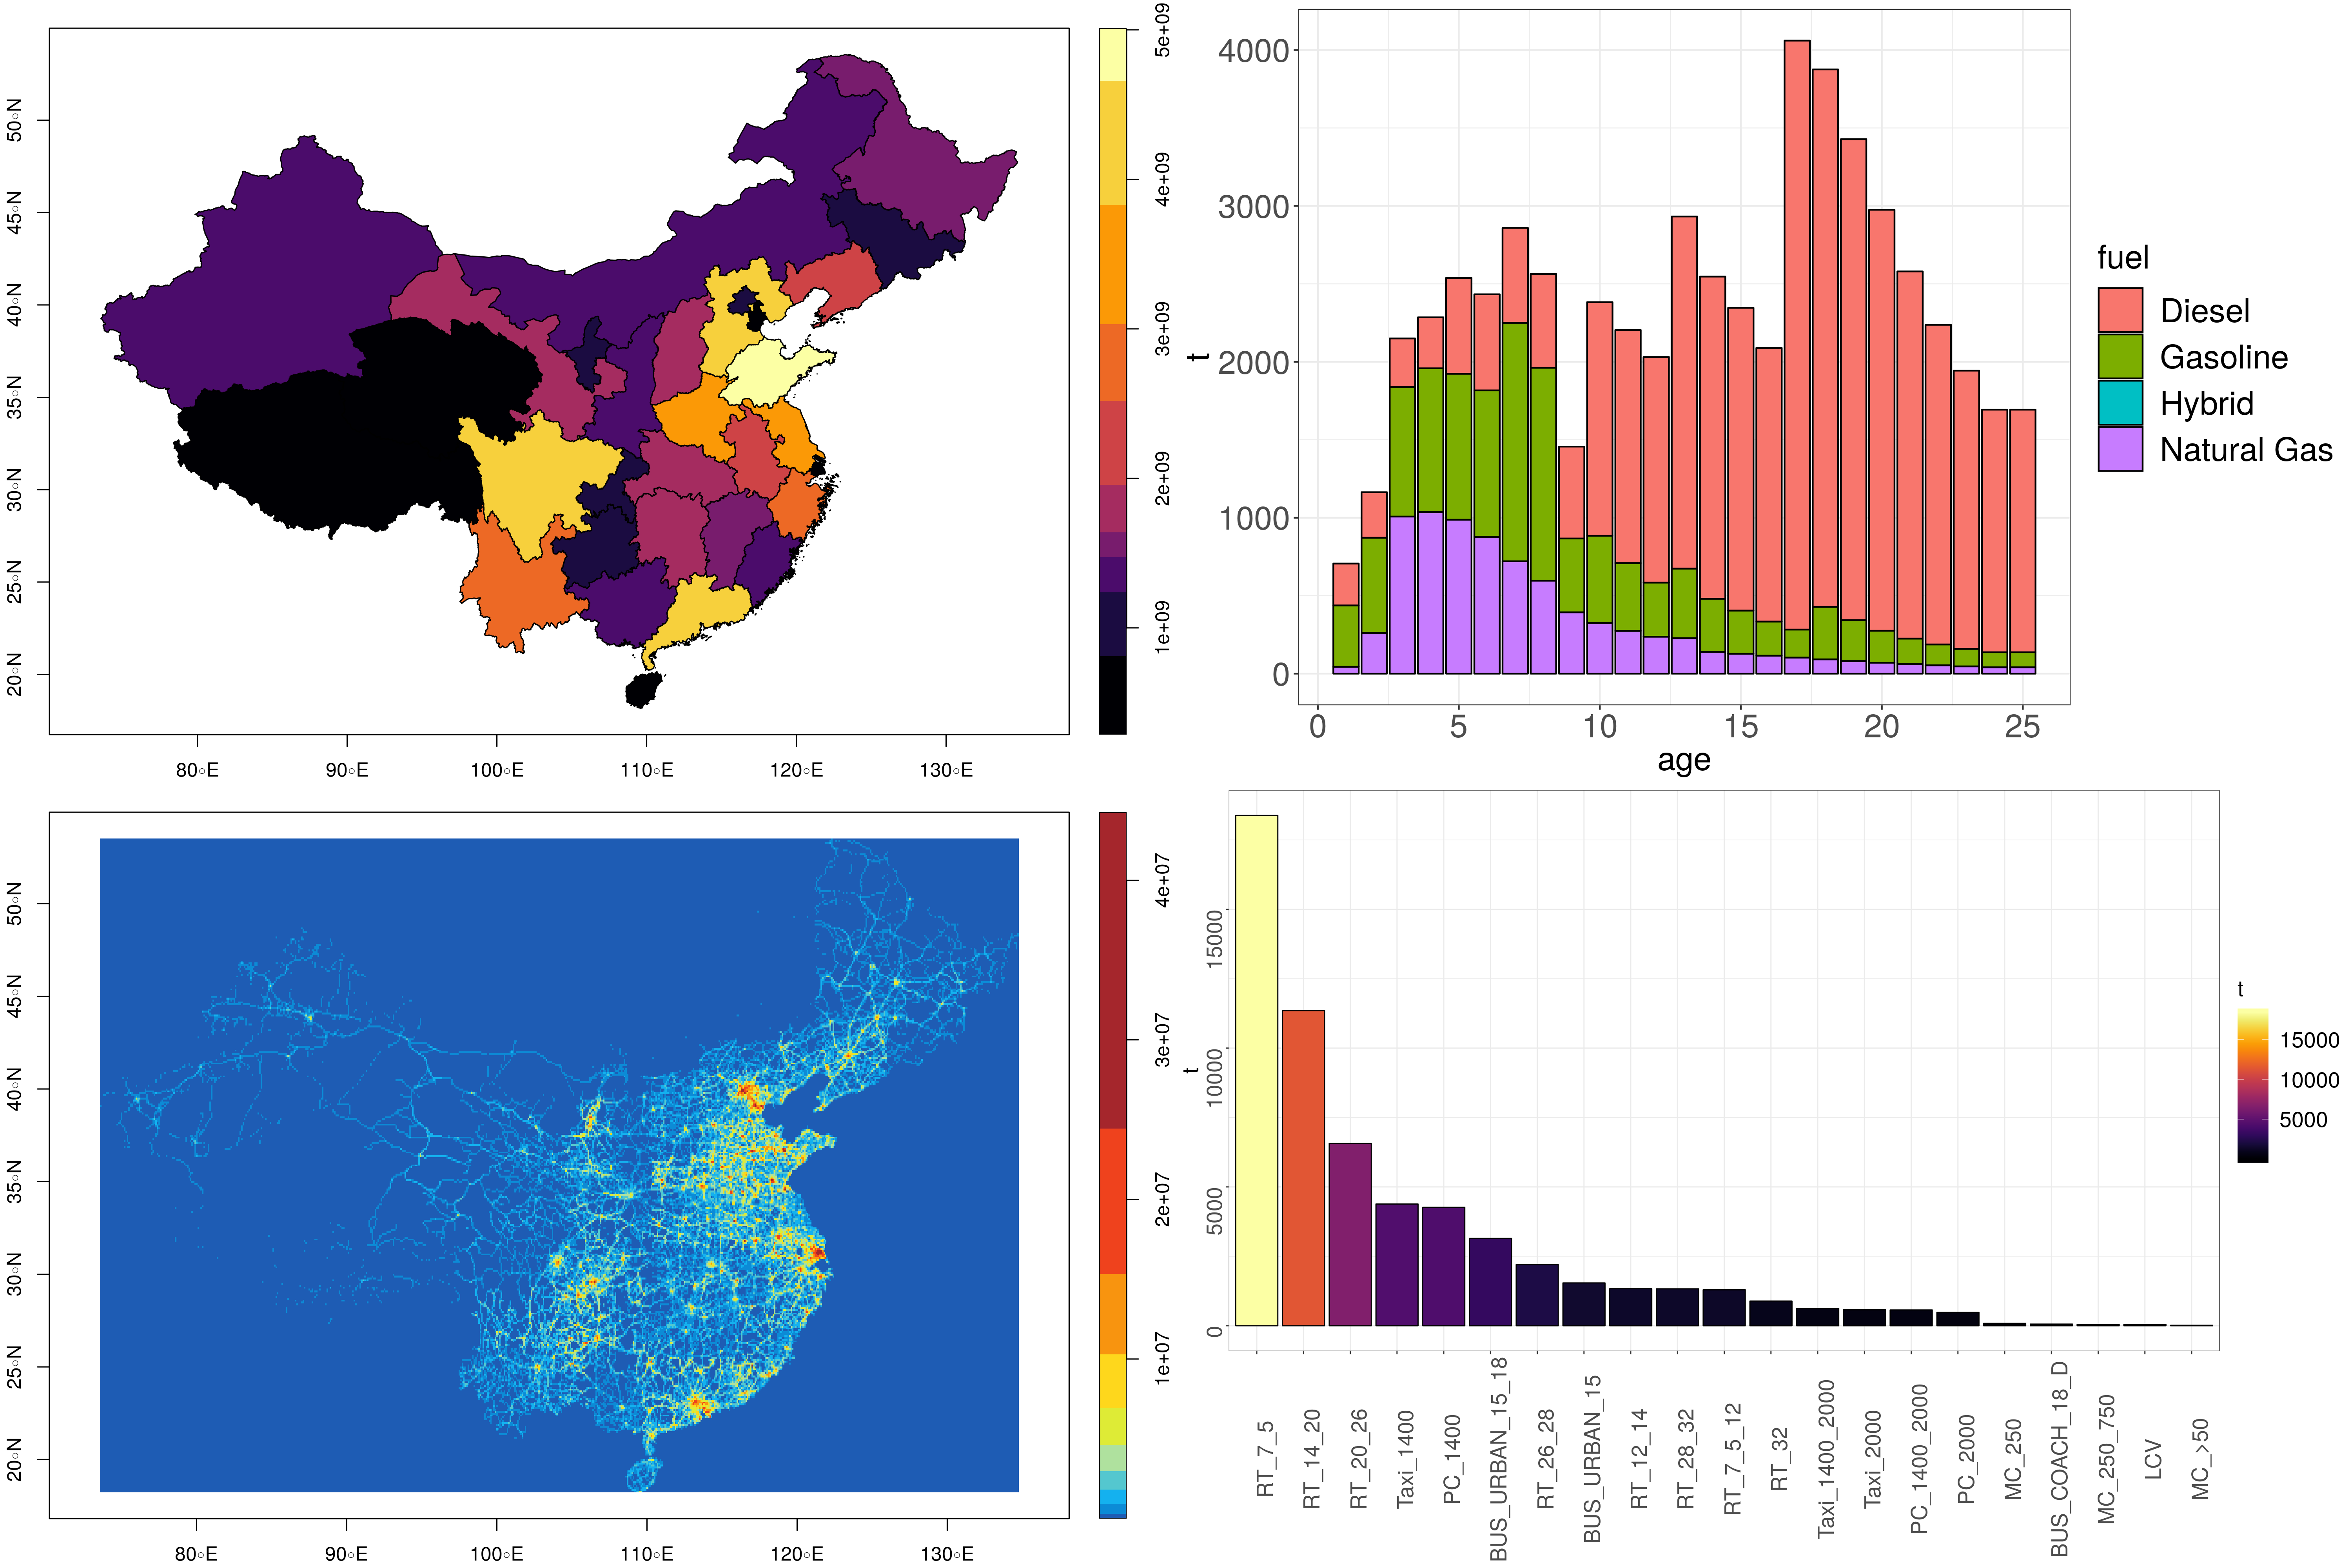 50°N
45°N
40°N
35°N
30°N
25°N
20°N
80°E 90°E 100°E 110°E 120°E 130°E
5e+09
4e+09
3e+09
2e+09
1e+09
t
4000
3000
2000
1000
0
0 5 10 15 20 25
age
fuel
Diesel
Gasoline
Hybrid
Natural Gas
50°N
45°N
40°N
35°N
30°N
25°N
20°N
80°E 90°E 100°E 110°E 120°E 130°E
4e+07
3e+07
2e+07
1e+07
t
15000
10000
5000
0
RT_7_5
RT_14_20
RT_20_26
Taxi_1400
PC_1400
BUS_URBAN_15_18
RT_26_28
BUS_URBAN_15
RT_12_14
RT_28_32
RT_7_5_12
RT_32
Taxi_1400_2000
Taxi_2000
PC_1400_2000
PC_2000
MC_250
BUS_COACH_18_D
MC_250_750
LCV
MC_>50
t
15000
10000
5000